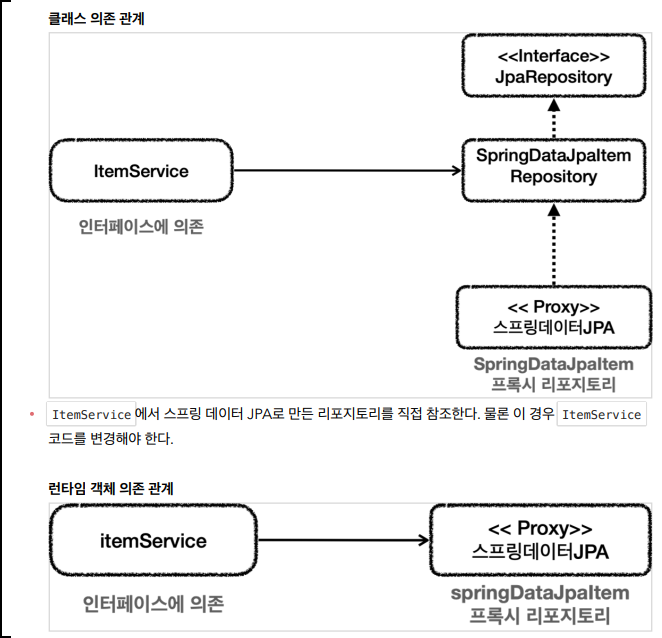 클래스 의존 관계
<<Interface>>
JpaRepository
ItemService
SpringDataJpaItem
Repository
인터페이스에 의존
<< Proxy>>
스프링데이터JPA
SpringDataJpaItem
프록시 리포지토리
ItemService 에서 스프링 데이터 JPA로 만든 리포지토리를 직접 참조한다. 물론 이 경우 ItemService
코드를 변경해야 한다.
런타임 객체 의존 관계
itemService
<< Proxy>>
스프링데이터JPA
인터페이스에 의존
springDataJpaItem
프록시 리포지토리